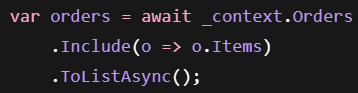 var orders = await _context.Orders
    .Include(o => o.Items)
    .ToListAsync();